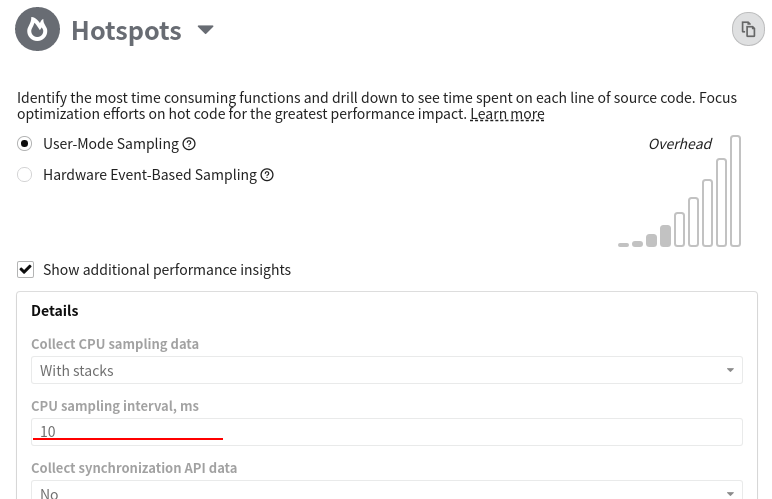 Hotspots
Identify the most time consuming functions and drill down to see time spent on each line of source code. Focus
optimization efforts on hot code for the greatest performance impact. Learn more
User-Mode Sampling
Overhead
Hardware Event-Based Sampling
Show additional performance insights
Details
Collect CPU sampling data
With stacks
CPU sampling interval, ms
10
Collect synchronization API data
No